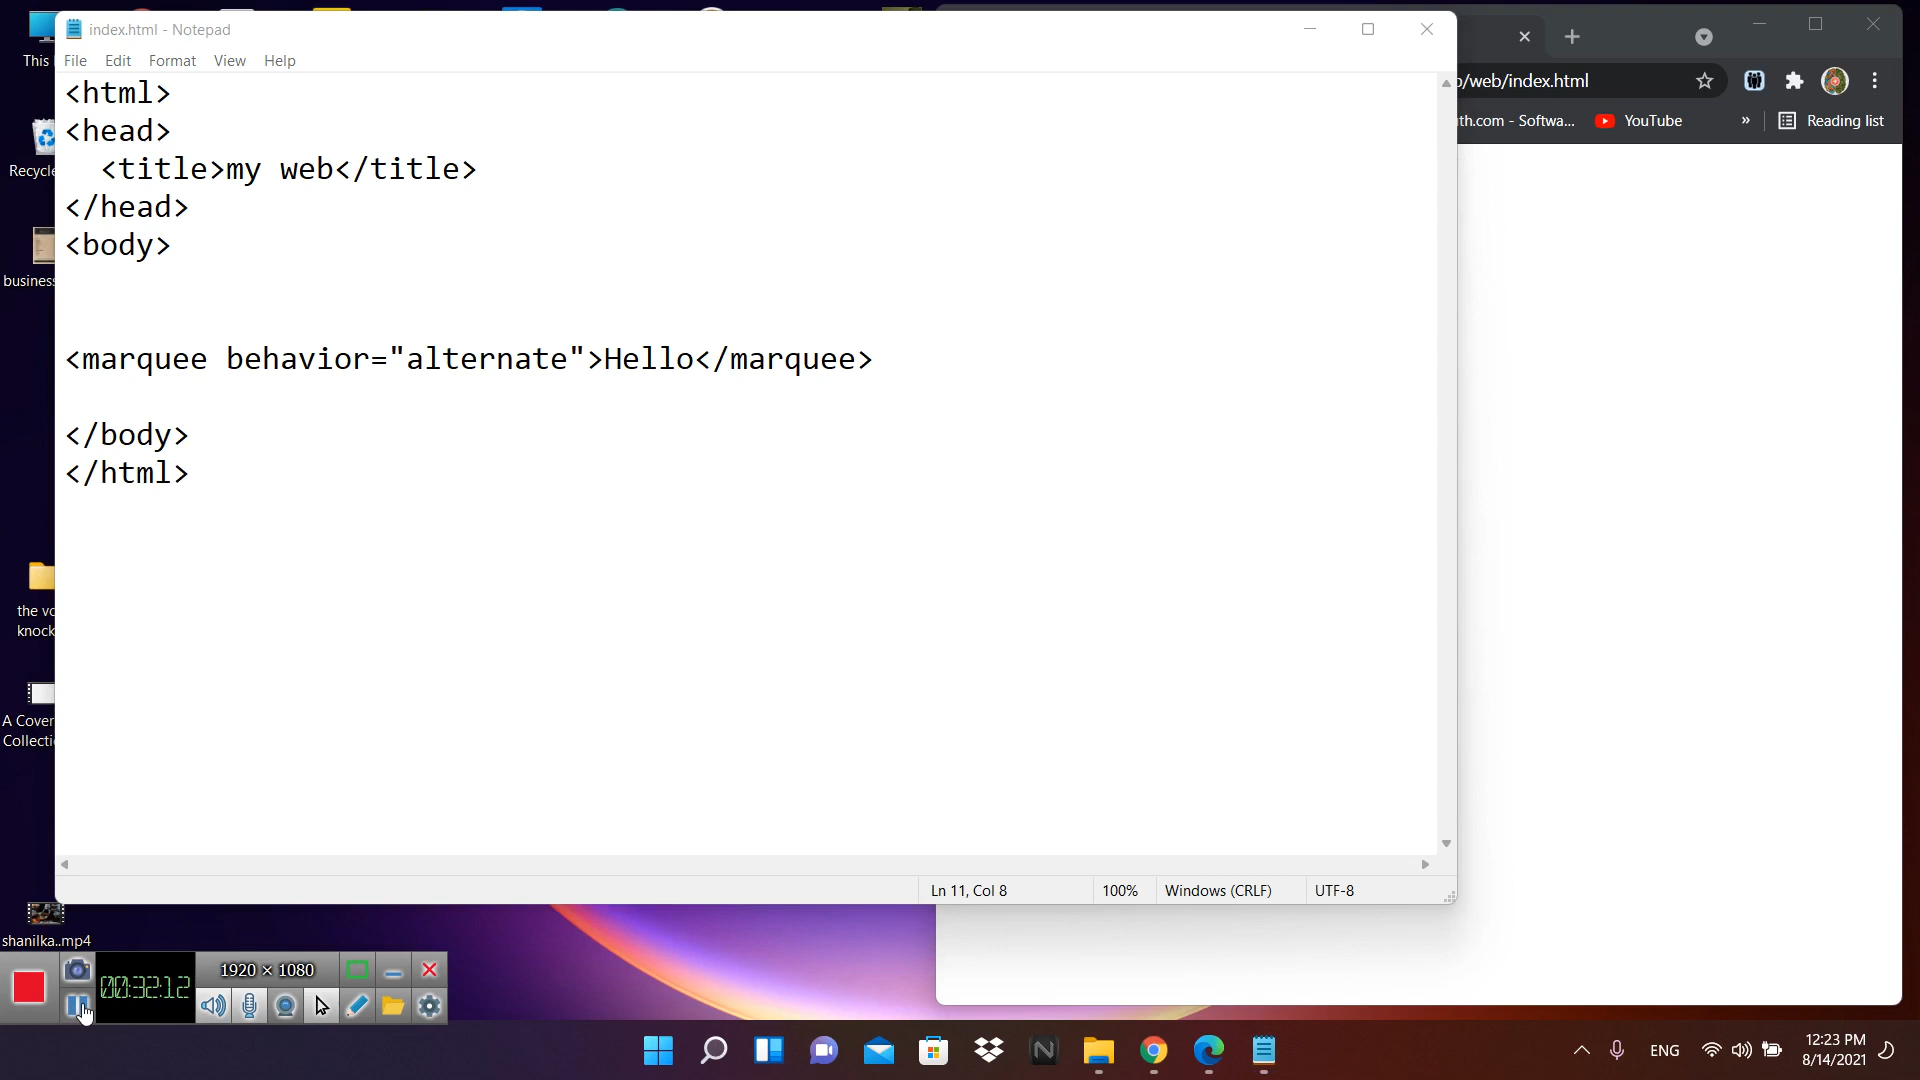 index.html - Notepad
File Edit Format View Help
<html>
<head>
  <title>my web</title>
</head>
<body>
<marquee behavior="alternate">Hello</marquee>
</body>
</html>
Ln 11, Col 8
100%
Windows (CRLF)
UTF-8
/web/index.html
th.com - Softwa...
YouTube
»
Reading list
This
Recycle
business
the
knock
A Cover
Collecti
shanilka..mp4
1920 × 1080
00:32:12
ENG
12:23 PM
8/14/2021